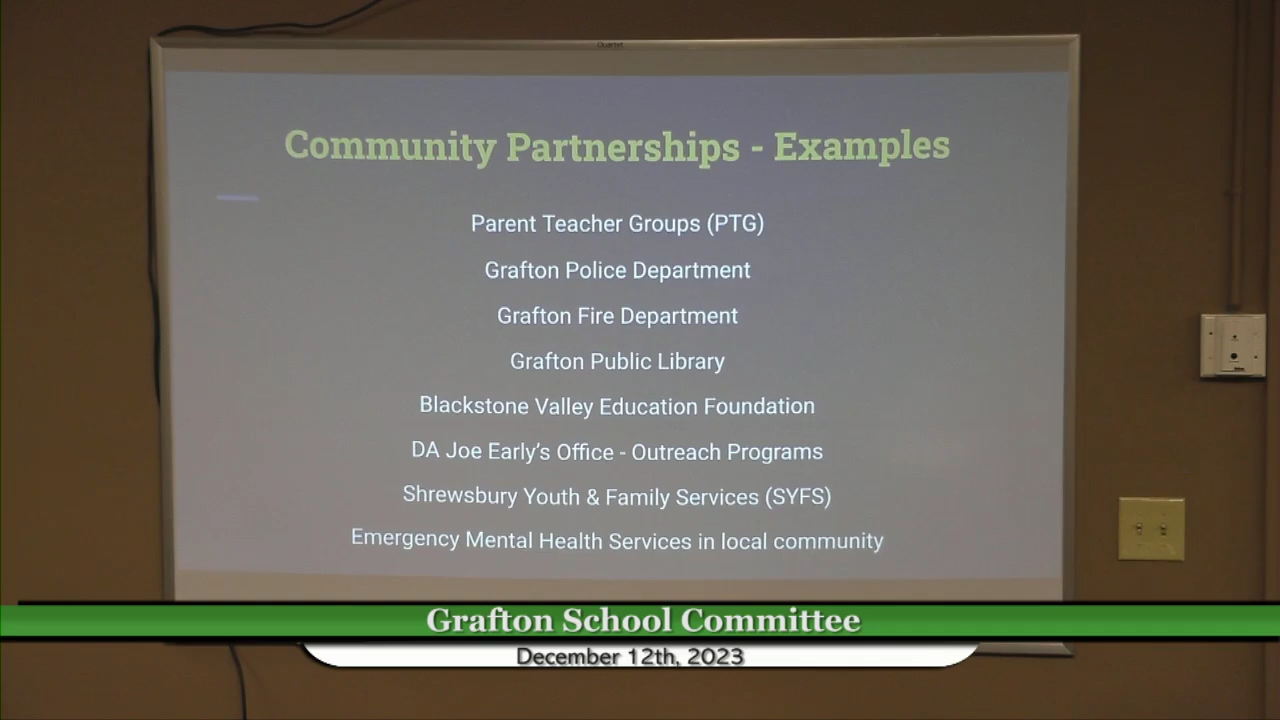 Quartet
Community Partnerships - Examples
Parent Teacher Groups (PTG)
Grafton Police Department
Grafton Fire Department
Grafton Public Library
Blackstone Valley Education Foundation
DA Joe Early's Office - Outreach Programs
Shrewsbury Youth & Family Services (SYFS)
Emergency Mental Health Services in local community
Grafton School Committee
December 12th, 2023